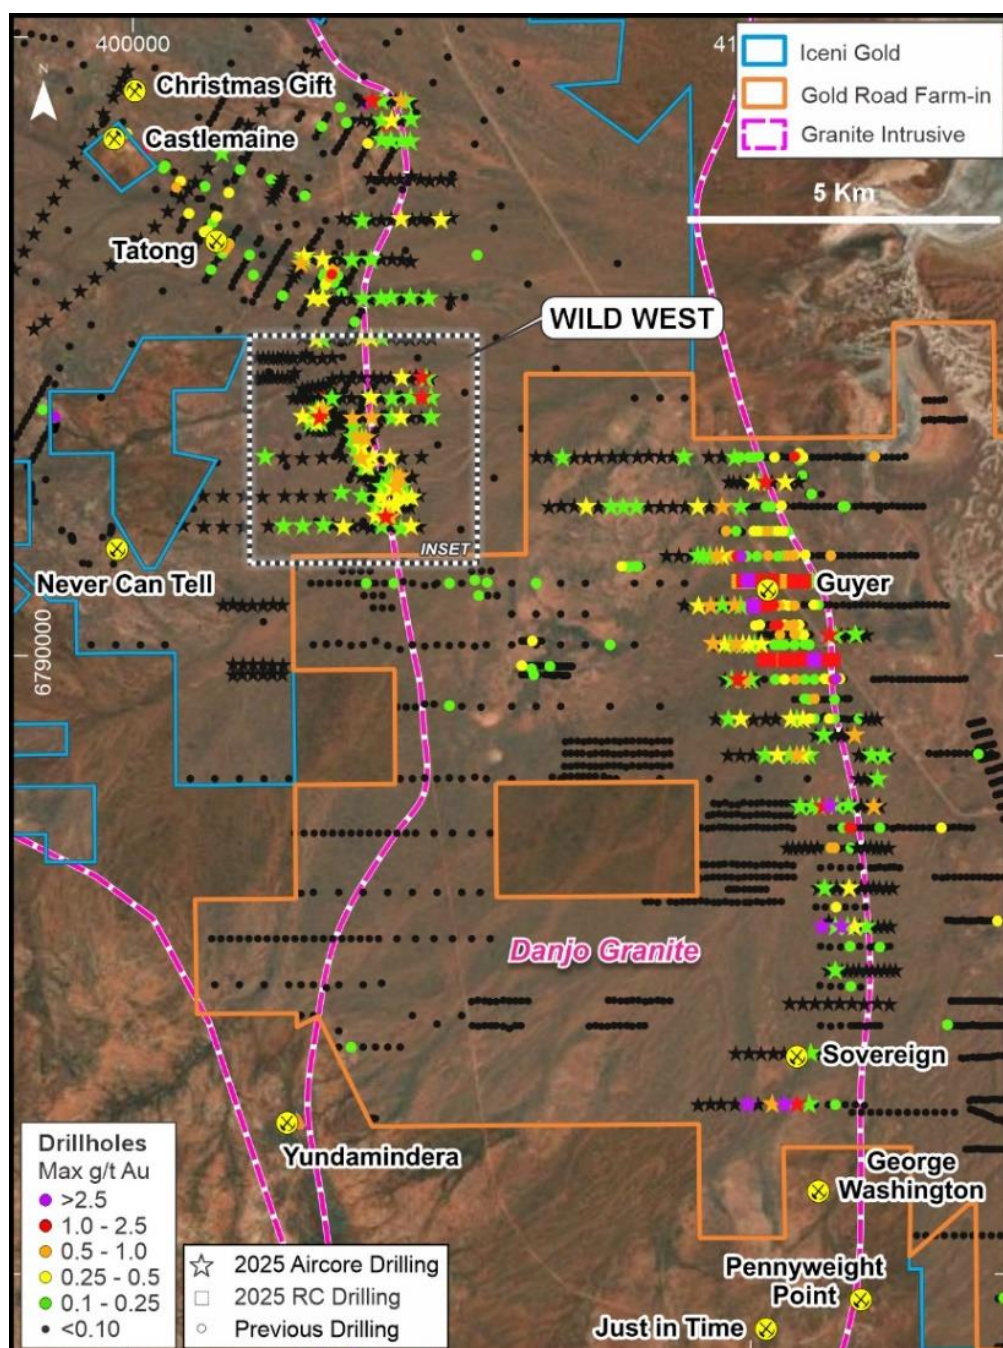 400000
41
N
Iceni Gold
Gold Road Farm-in
Granite Intrusive
5 Km
Christmas Gift
Castlemaine
Tatong
WILD WEST
INSET
Never Can Tell
Guyer
6790000
Danjo Granite
Sovereign
Yundamindera
George
Washington
Pennyweight
Point
Just in Time
Drillholes
Max g/t Au
>2.5
1.0 - 2.5
0.5 - 1.0
0.25 - 0.5
0.1 - 0.25
<0.10
2025 Aircore Drilling
2025 RC Drilling
Previous Drilling